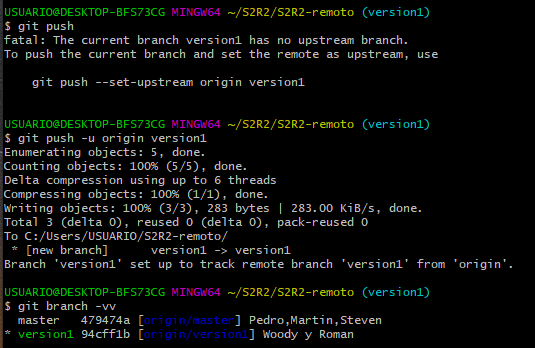 USUARIO@DESKTOP-BFS73CG MINGW64 ~/S2R2/S2R2-remoto (version1)
$ git push
fatal: The current branch version1 has no upstream branch.
To push the current branch and set the remote as upstream, use
git push --set-upstream origin version1
USUARIO@DESKTOP-BFS73CG MINGW64 ~/S2R2/S2R2-remoto (version1)
$ git push -u origin version1
Enumerating objects: 5, done.
Counting objects: 100% (5/5), done.
Delta compression using up to 6 threads
Compressing objects: 100% (1/1), done.
Writing objects: 100% (3/3), 283 bytes | 283.00 KiB/s, done.
Total 3 (delta 0), reused 0 (delta 0), pack-reused 0
To C:/Users/USUARIO/S2R2-remoto/
* [new branch] version1 -> version1
Branch 'version1' set up to track remote branch 'version1' from 'origin'.
USUARIO@DESKTOP-BFS73CG MINGW64 ~/S2R2/S2R2-remoto (version1)
$ git branch -vv
master 479474a [origin/master] Pedro,Martin,Steven
* version1 94cff1b [origin/version1] Woody y Roman